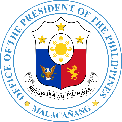 OFFICE OF THE PRESIDENT OF THE PHILIPPINES
MALACAÑANG